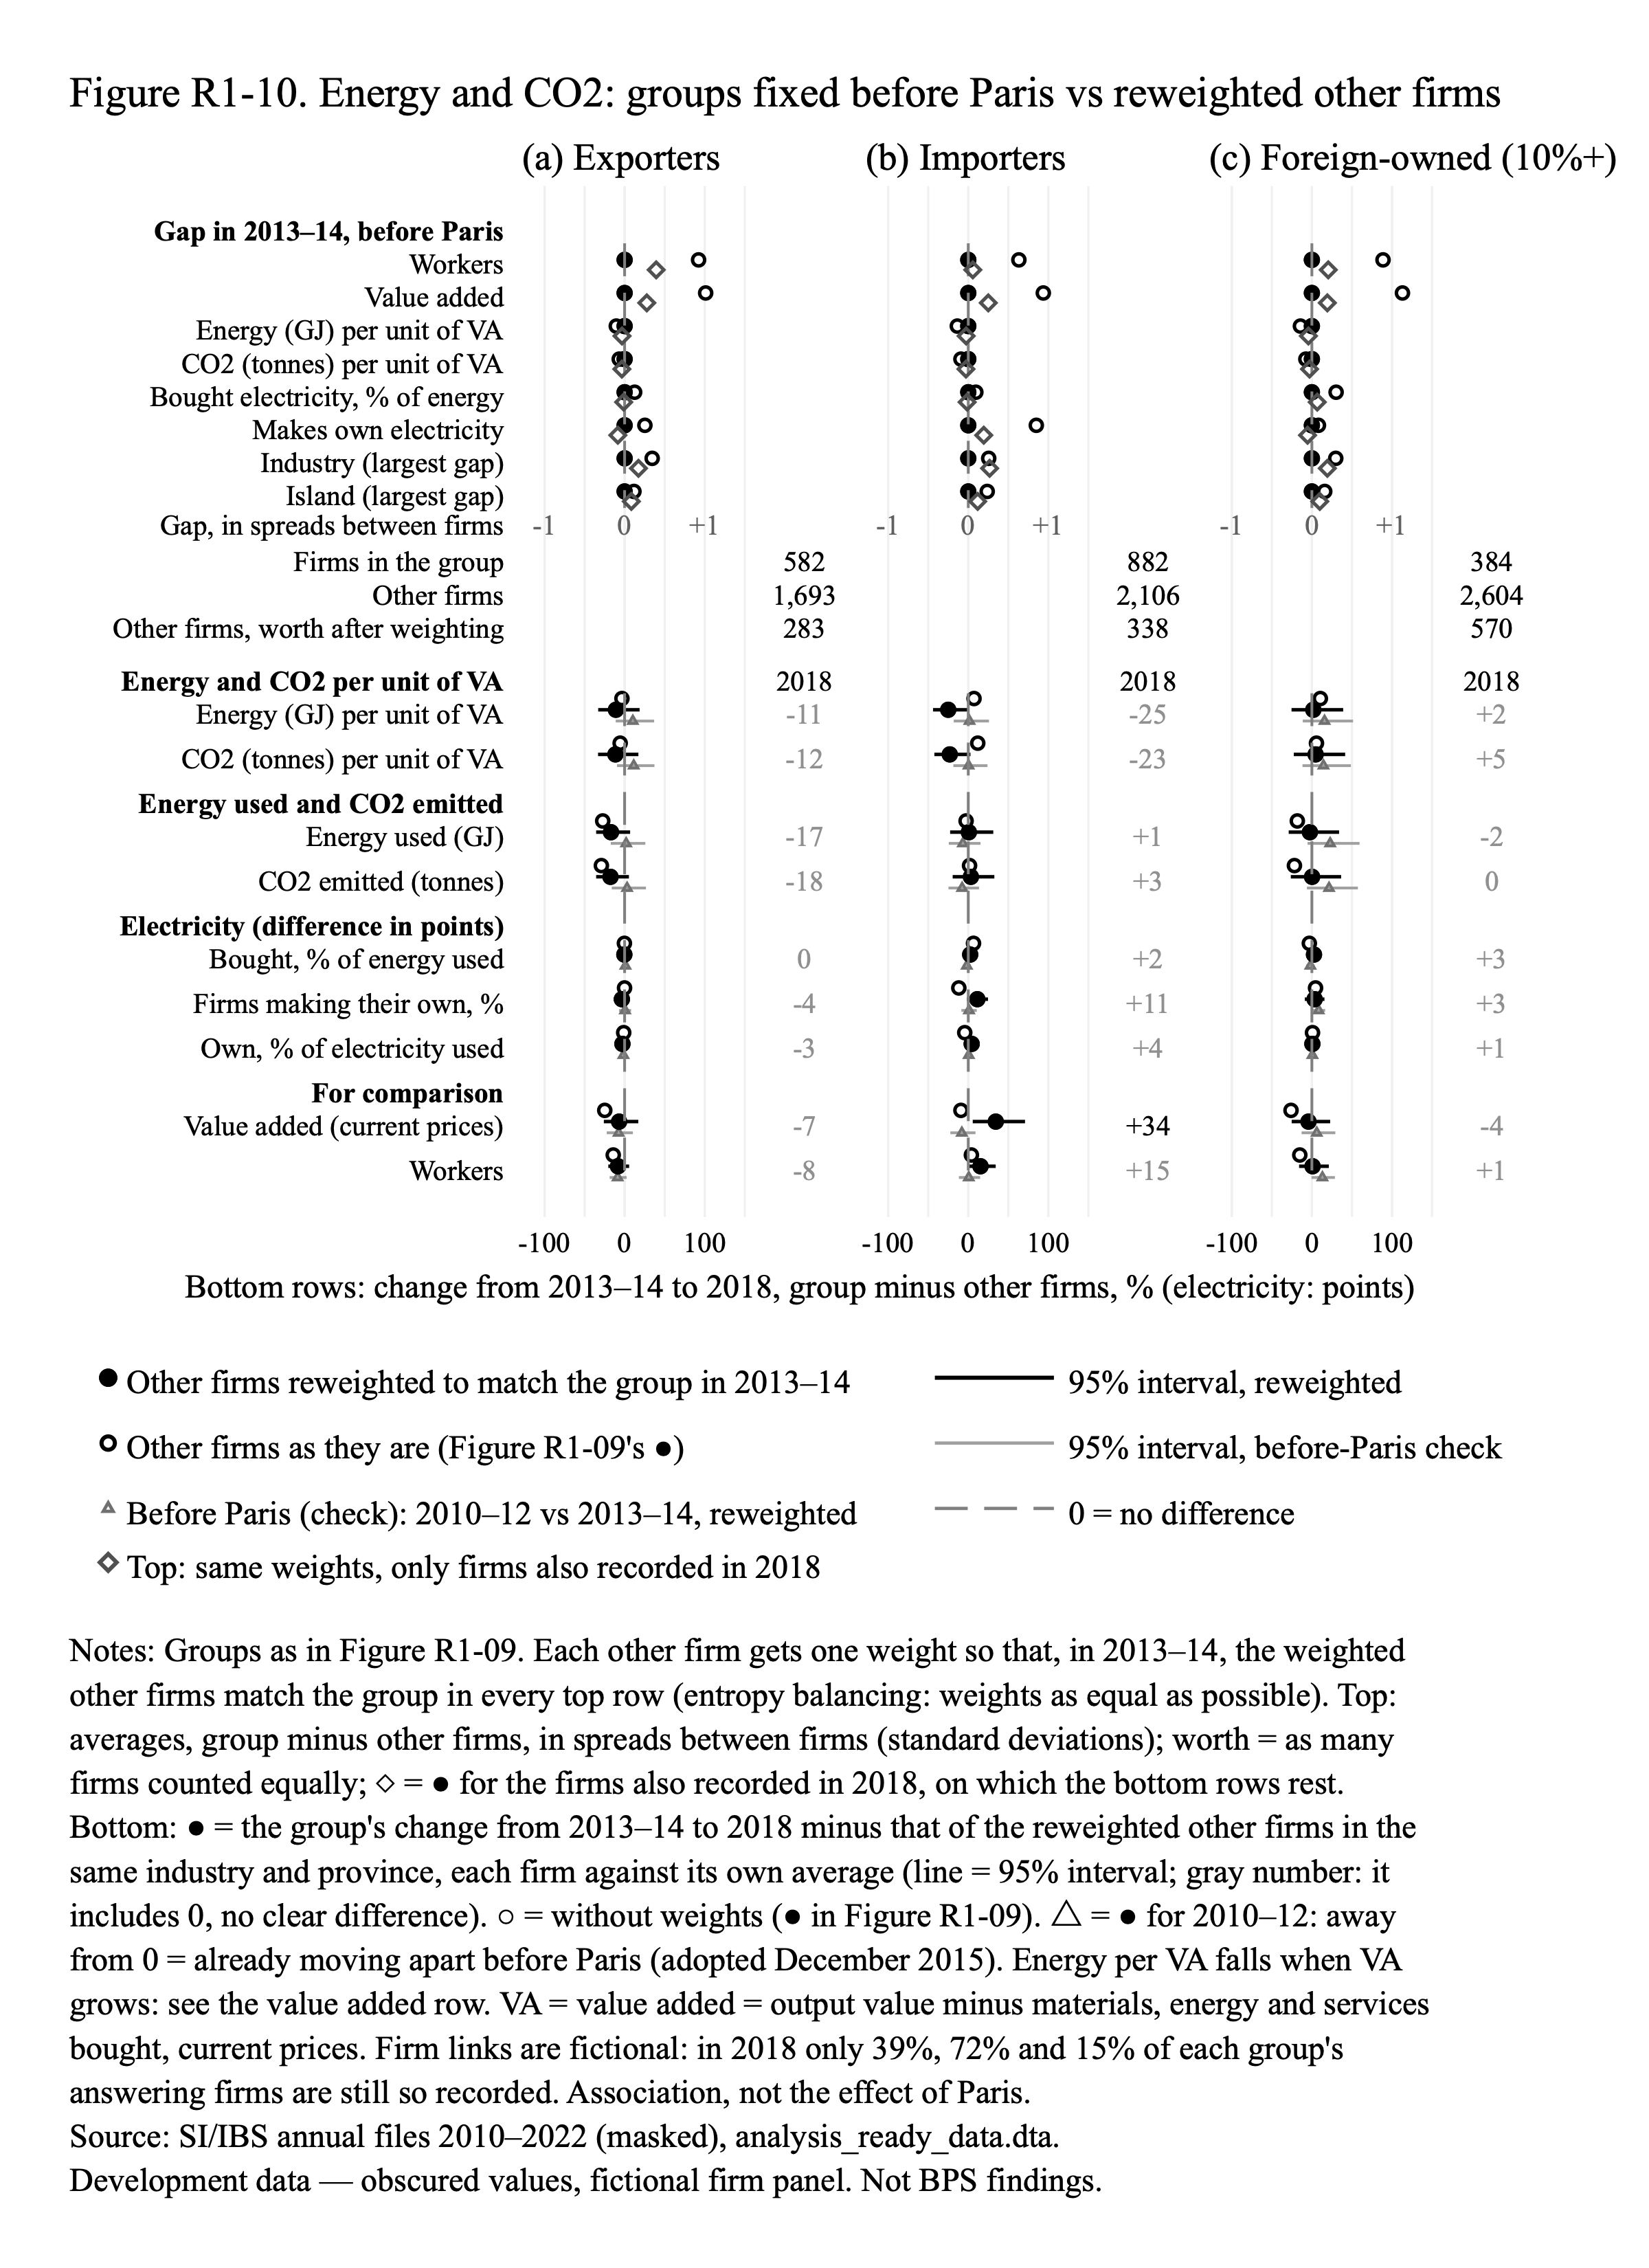 Figure R1-10. Energy and CO2: groups fixed before Paris vs reweighted other firms
(a) Exporters (b) Importers (c) Foreign-owned (10%+)
Gap in 2013–14, before Paris
Workers
Value added
Energy (GJ) per unit of VA
CO2 (tonnes) per unit of VA
Bought electricity, % of energy
Makes own electricity
Industry (largest gap)
Island (largest gap)
Gap, in spreads between firms -1 0 +1 -1 0 +1 -1 0 +1
Firms in the group 582 882 384
Other firms 1,693 2,106 2,604
Other firms, worth after weighting 283 338 570
Energy and CO2 per unit of VA 2018 2018 2018
Energy (GJ) per unit of VA -11 -25 +2
CO2 (tonnes) per unit of VA -12 -23 +5
Energy used and CO2 emitted
Energy used (GJ) -17 +1 -2
CO2 emitted (tonnes) -18 +3 0
Electricity (difference in points)
Bought, % of energy used 0 +2 +3
Firms making their own, % -4 +11 +3
Own, % of electricity used -3 +4 +1
For comparison
Value added (current prices) -7 +34 -4
Workers -8 +15 +1
-100 0 100 -100 0 100 -100 0 100
Bottom rows: change from 2013–14 to 2018, group minus other firms, % (electricity: points)
● Other firms reweighted to match the group in 2013–14 95% interval, reweighted
○ Other firms as they are (Figure R1-09's ●) 95% interval, before-Paris check
△ Before Paris (check): 2010–12 vs 2013–14, reweighted 0 = no difference
◇ Top: same weights, only firms also recorded in 2018
Notes: Groups as in Figure R1-09. Each other firm gets one weight so that, in 2013–14, the weighted
other firms match the group in every top row (entropy balancing: weights as equal as possible). Top:
averages, group minus other firms, in spreads between firms (standard deviations); worth = as many
firms counted equally; ◇ = ● for the firms also recorded in 2018, on which the bottom rows rest.
Bottom: ● = the group's change from 2013–14 to 2018 minus that of the reweighted other firms in the
same industry and province, each firm against its own average (line = 95% interval; gray number: it
includes 0, no clear difference). ○ = without weights (● in Figure R1-09). △ = ● for 2010–12: away
from 0 = already moving apart before Paris (adopted December 2015). Energy per VA falls when VA
grows: see the value added row. VA = value added = output value minus materials, energy and services
bought, current prices. Firm links are fictional: in 2018 only 39%, 72% and 15% of each group's
answering firms are still so recorded. Association, not the effect of Paris.
Source: SI/IBS annual files 2010–2022 (masked), analysis_ready_data.dta.
Development data — obscured values, fictional firm panel. Not BPS findings.